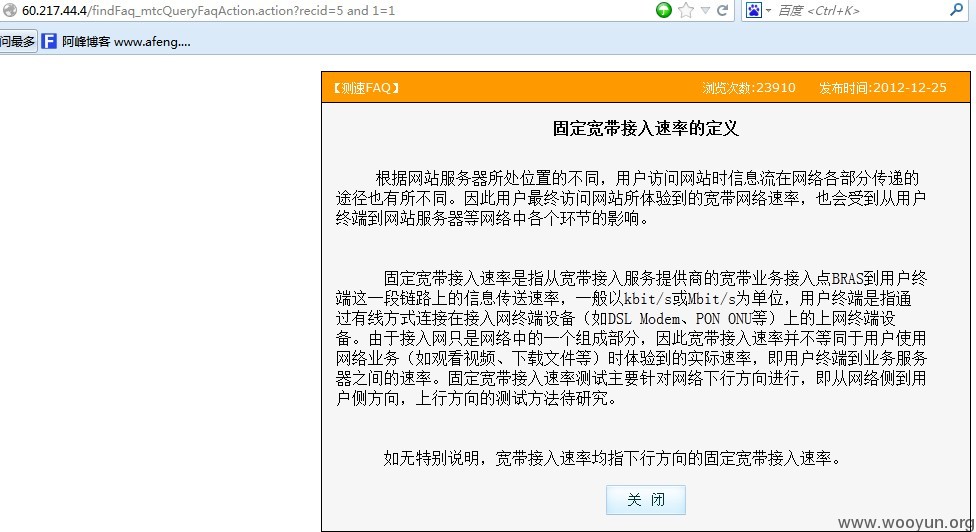 60.217.44.4/findFaq_mtcQueryFaqAction.action?recid=5 and 1=1
百度 <Ctrl+K>
问最多 F 阿峰博客 www.afeng....
【测速FAQ】 浏览次数:23910 发布时间:2012-12-25
固定宽带接入速率的定义
根据网站服务器所处位置的不同，用户访问网站时信息流在网络各部分传递的
途径也有所不同。因此用户最终访问网站所体验到的宽带网络速率，也会受到从用户
终端到网站服务器等网络中各个环节的影响。
固定宽带接入速率是指从宽带接入服务提供商的宽带业务接入点BRAS到用户终
端这一段链路上的信息传送速率，一般以kbit/s或Mbit/s为单位，用户终端是指通
过有线方式连接在接入网终端设备（如DSL Modem、PON ONU等）上的上网终端设
备。由于接入网只是网络中的一个组成部分，因此宽带接入速率并不等同于用户使用
网络业务（如观看视频、下载文件等）时体验到的实际速率，即用户终端到业务服务
器之间的速率。固定宽带接入速率测试主要针对网络下行方向进行，即从网络侧到用
户侧方向，上行方向的测试方法待研究。
如无特别说明，宽带接入速率均指下行方向的固定宽带接入速率。
关 闭
www.wooyun.org